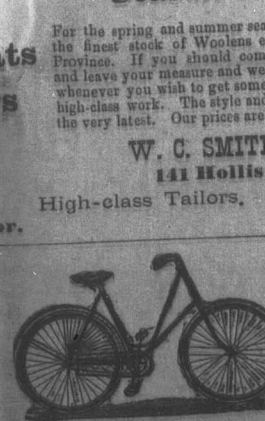 ts
For the spring and summer sea
the finest stock of Woolens e
Province. If you should com
s
and leave your measure and we
whenever you wish to get some
high-class work. The style and
the very latest. Our prices are
W. C. SMITH
141 Hollis
High-class Tailors.
or.